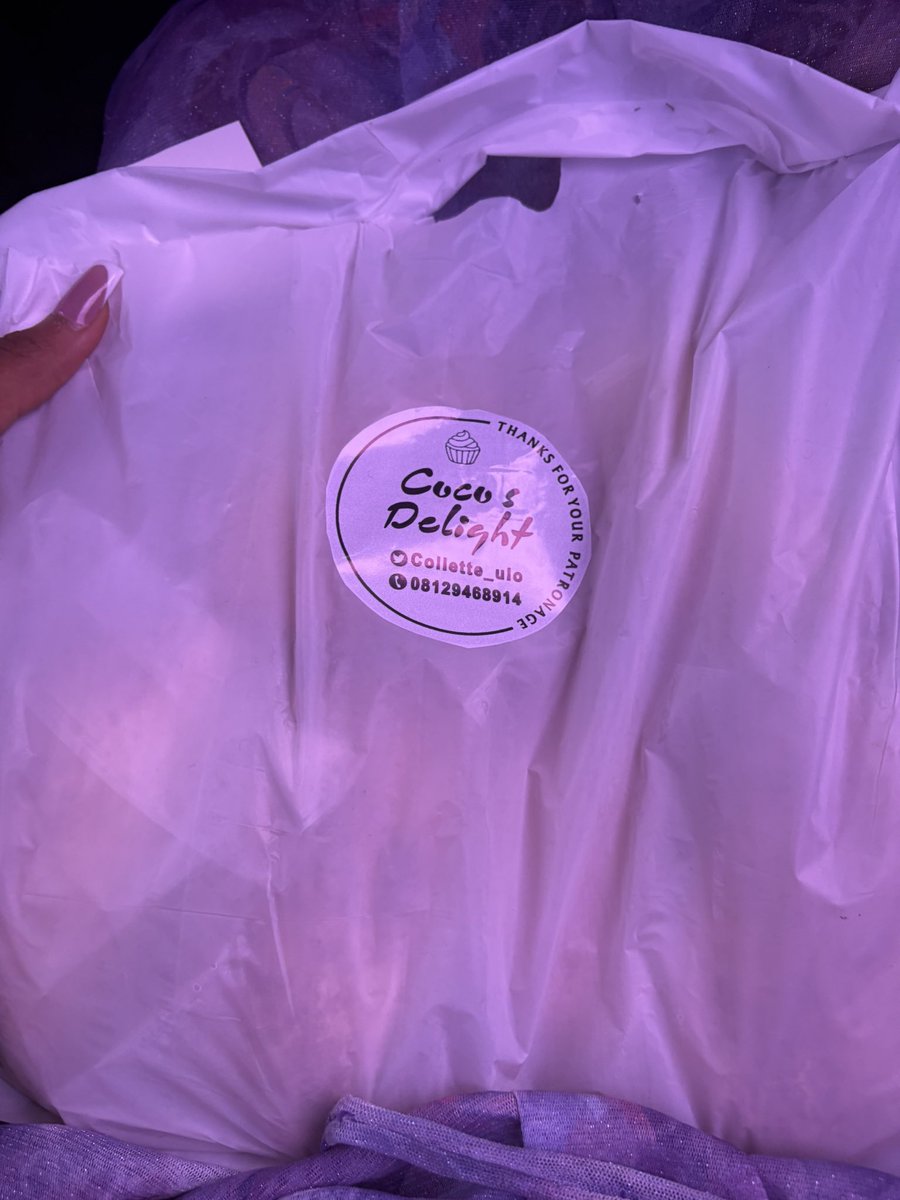 THANKS FOR YOUR PATRONAGE
Coco's
Delight
Collette_ulo
08129468914